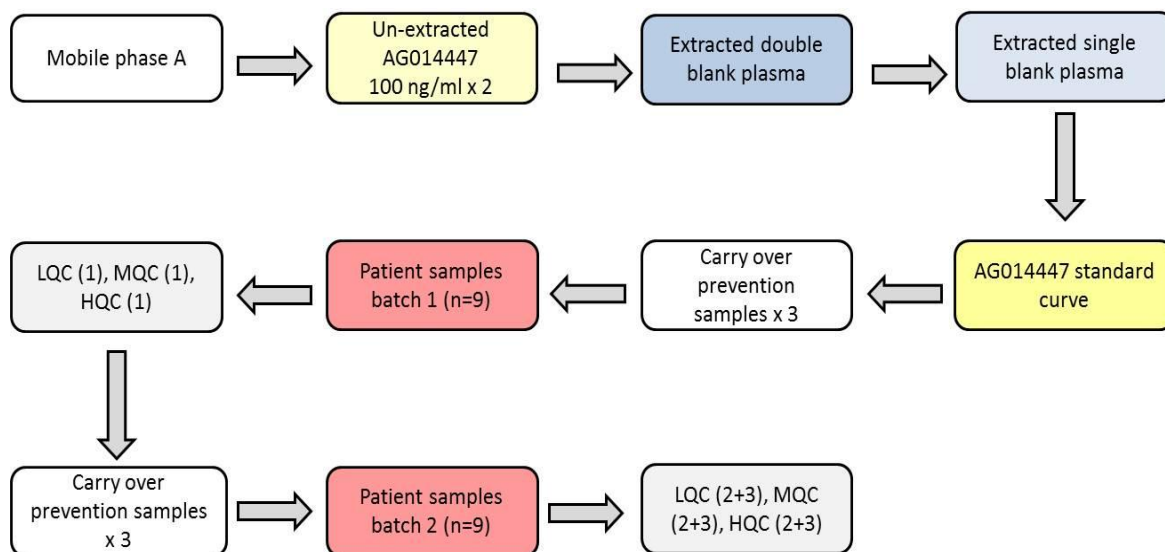 Mobile phase A
Un-extracted
AG014447
100 ng/ml x 2
Extracted double
blank plasma
Extracted single
blank plasma
AG014447 standard
curve
Carry over
prevention
samples x 3
Patient samples
batch 1 (n=9)
LQC (1), MQC (1),
HQC (1)
Carry over
prevention samples
x 3
Patient samples
batch 2 (n=9)
LQC (2+3), MQC
(2+3), HQC (2+3)